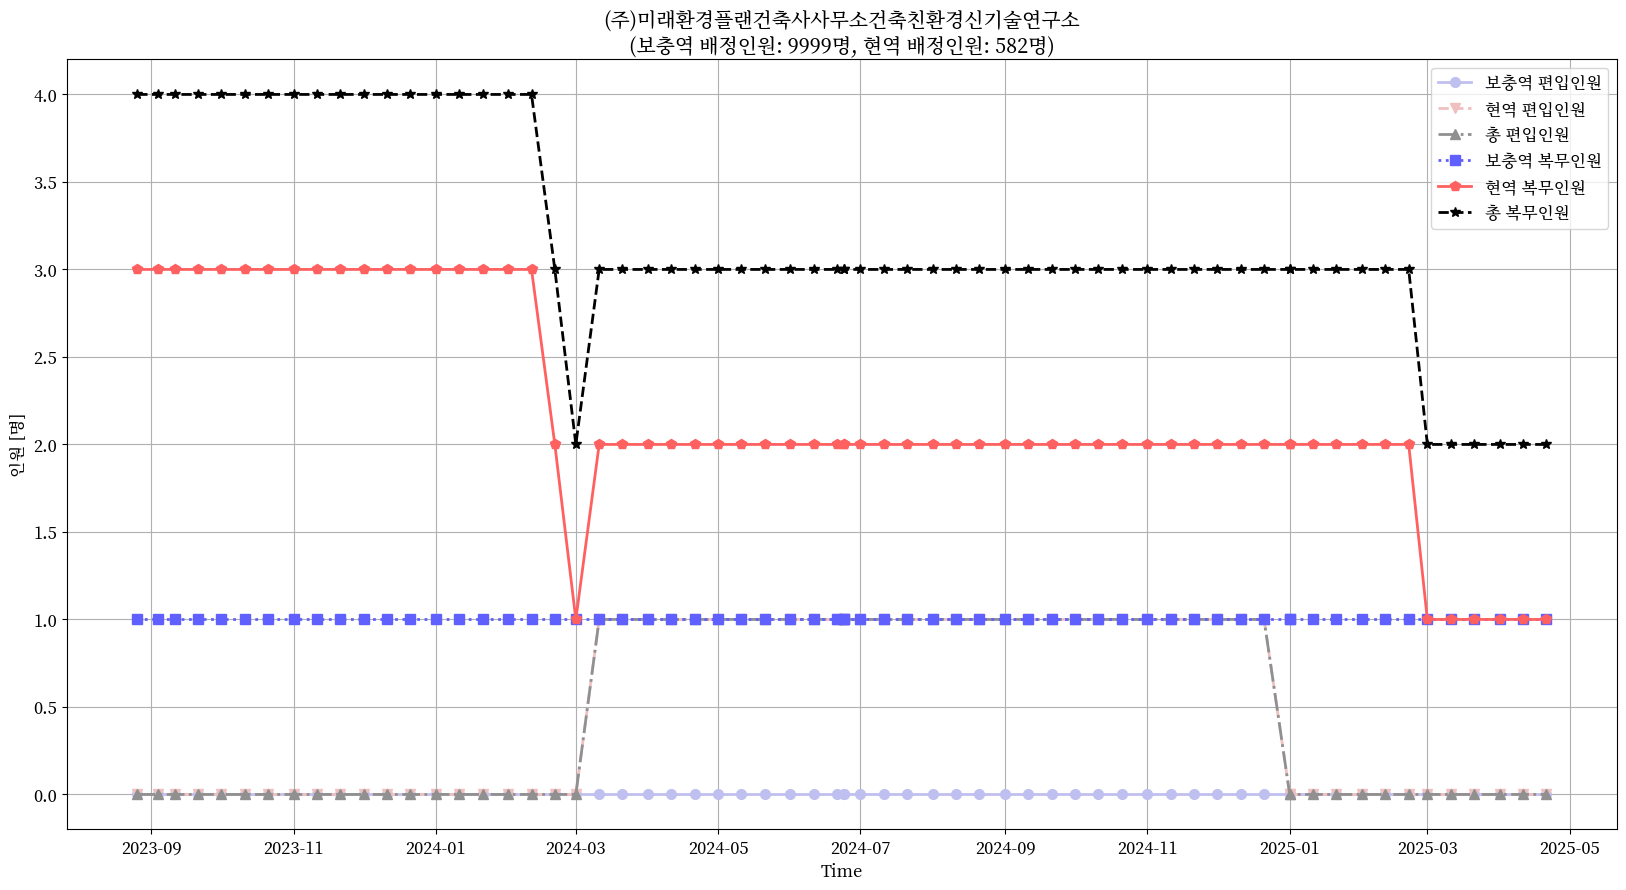 (주)미래환경플랜건축사사무소건축친환경신기술연구소
(보충역 배정인원: 9999명, 현역 배정인원: 582명)
보충역 편입인원
현역 편입인원
총 편입인원
보충역 복무인원
현역 복무인원
총 복무인원
인원 [명]
4.0
3.5
3.0
2.5
2.0
1.5
1.0
0.5
0.0
2023-09
2023-11
2024-01
2024-03
2024-05
2024-07
2024-09
2024-11
2025-01
2025-03
2025-05
Time